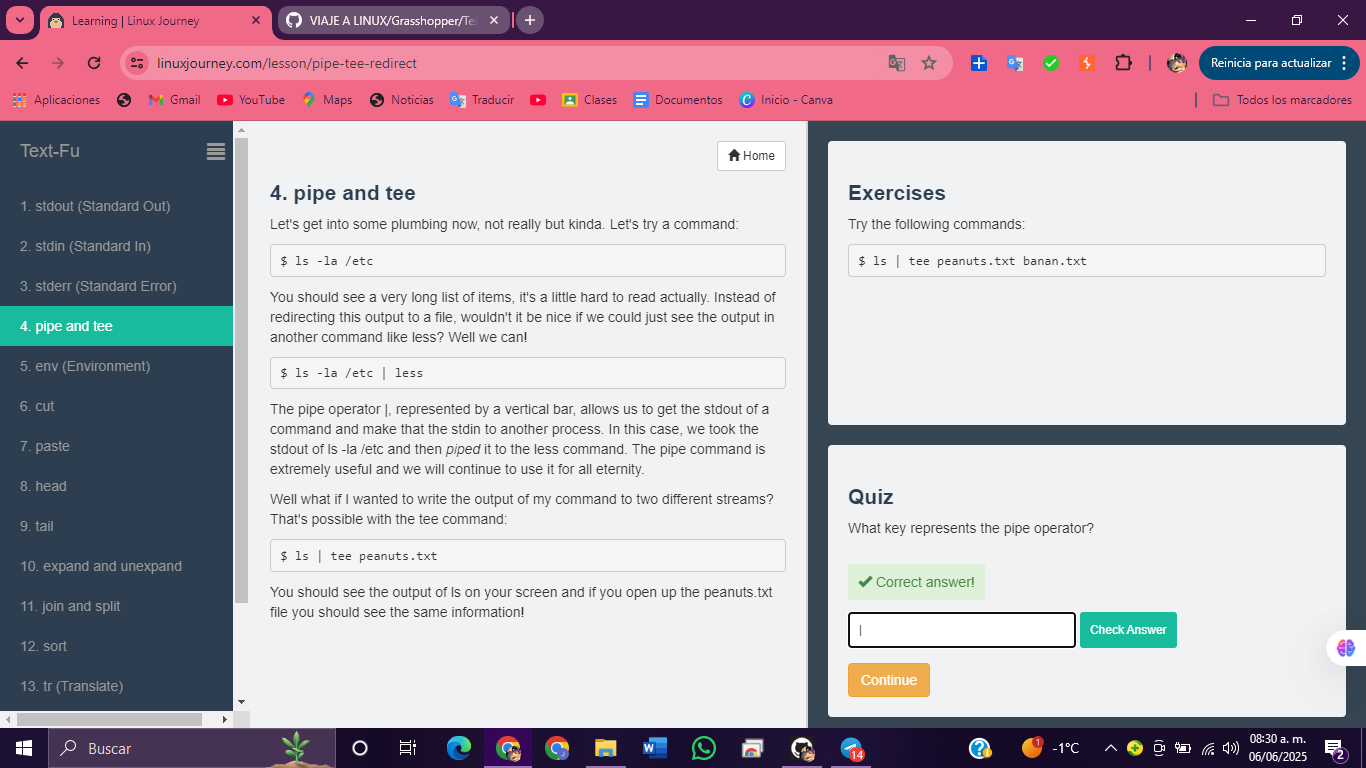 Learning | Linux Journey
VIAJE A LINUX/Grasshopper/Te
linuxjourney.com/lesson/pipe-tee-redirect
Reinicia para actualizar
Aplicaciones
Gmail
YouTube
Maps
Noticias
Traducir
Clases
Documentos
Inicio - Canva
Todos los marcadores
Text-Fu
1. stdout (Standard Out)
2. stdin (Standard In)
3. stderr (Standard Error)
4. pipe and tee
5. env (Environment)
6. cut
7. paste
8. head
9. tail
10. expand and unexpand
11. join and split
12. sort
13. tr (Translate)
Home
4. pipe and tee
Let's get into some plumbing now, not really but kinda. Let's try a command:
$ ls -la /etc
You should see a very long list of items, it's a little hard to read actually. Instead of
redirecting this output to a file, wouldn't it be nice if we could just see the output in
another command like less? Well we can!
$ ls -la /etc | less
The pipe operator |, represented by a vertical bar, allows us to get the stdout of a
command and make that the stdin to another process. In this case, we took the
stdout of ls -la /etc and then piped it to the less command. The pipe command is
extremely useful and we will continue to use it for all eternity.
Well what if I wanted to write the output of my command to two different streams?
That's possible with the tee command:
$ ls | tee peanuts.txt
You should see the output of ls on your screen and if you open up the peanuts.txt
file you should see the same information!
Exercises
Try the following commands:
$ ls | tee peanuts.txt banan.txt
Quiz
What key represents the pipe operator?
Correct answer!
|
Check Answer
Continue
Buscar
14
1
-1°C
08:30 a. m.
06/06/2025
2